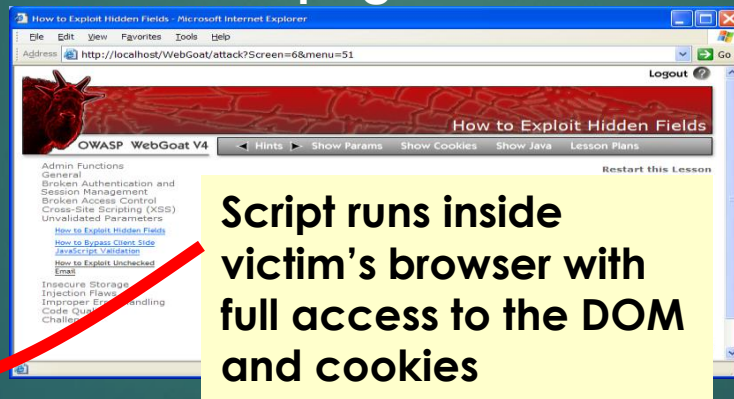 How to Exploit Hidden Fields - Microsoft Internet Explorer
File Edit View Favorites Tools Help
Address http://localhost/WebGoat/attack?Screen=6&menu=51 Go
Logout ?
How to Exploit Hidden Fields
OWASP WebGoat V4 Hints Show Params Show Cookies Show Java Lesson Plans
Restart this Lesson
Admin Functions
General
Broken Authentication and
Session Management
Broken Access Control
Cross-Site Scripting (XSS)
Unvalidated Parameters
How to Exploit Hidden Fields
How to Bypass Client Side
JavaScript Validation
How to Exploit Unchecked
Email
Insecure Storage
Injection Flaws
Improper
Code
Script runs inside
victim's browser with
full access to the DOM
and cookies